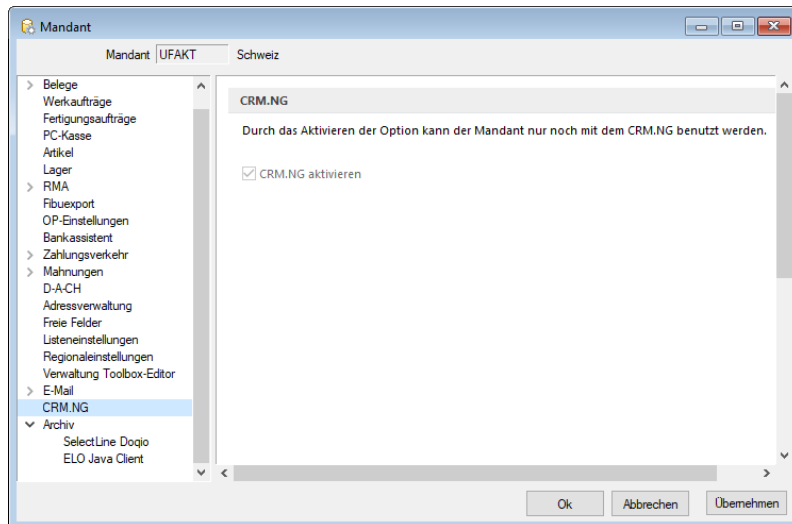 Mandant
Mandant UFAKT Schweiz
Belege
Werkaufträge
Fertigungsaufträge
PC-Kasse
Artikel
Lager
RMA
Fibuexport
OP-Einstellungen
Bankassistent
Zahlungsverkehr
Mahnungen
D-A-CH
Adressverwaltung
Freie Felder
Listeneinstellungen
Regionaleinstellungen
Verwaltung Toolbox-Editor
E-Mail
CRM.NG
Archiv
SelectLine Doqio
ELO Java Client
CRM.NG
Durch das Aktivieren der Option kann der Mandant nur noch mit dem CRM.NG benutzt werden.
CRM.NG aktivieren
Ok Abbrechen Übernehmen